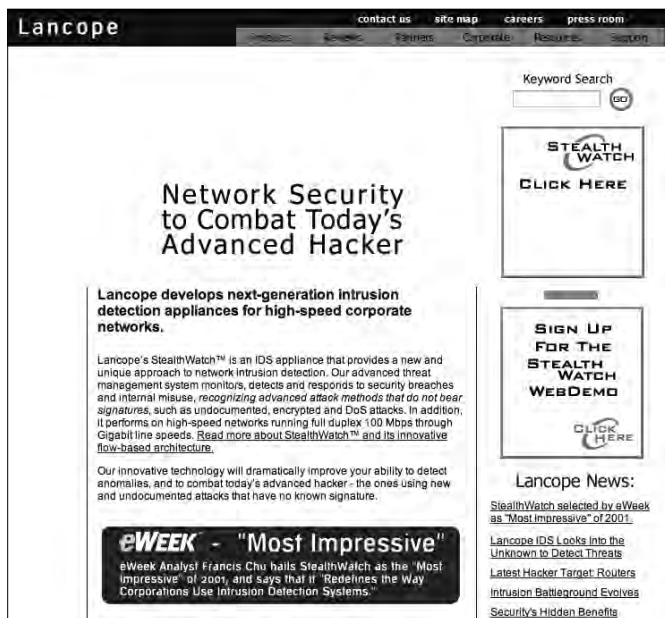 Lancope
contact us site map careers press room
Products Reviews Partners Corporate Resources Support
Keyword Search
GO
STEALTH
WATCH
CLICK HERE
Network Security
to Combat Today's
Advanced Hacker
Lancope develops next-generation intrusion
detection appliances for high-speed corporate
networks.
Lancope's StealthWatch™ is an IDS appliance that provides a new and
unique approach to network intrusion detection. Our advanced threat
management system monitors, detects and responds to security breaches
and internal misuse, recognizing advanced attack methods that do not bear
signatures, such as undocumented, encrypted and DoS attacks. In addition,
it performs on high-speed networks running full duplex 100 Mbps through
Gigabit line speeds. Read more about StealthWatch™ and its innovative
flow-based architecture.
Our innovative technology will dramatically improve your ability to detect
anomalies, and to combat today's advanced hacker - the ones using new
and undocumented attacks that have no known signature.
eWEEK - "Most Impressive"
eWeek Analyst Francis Chu hails StealthWatch as the "Most
Impressive" of 2001, and says that it "Redefines the Way
Corporations Use Intrusion Detection Systems."
SIGN UP
FOR THE
STEALTH
WATCH
WEBDEMO
CLICK
HERE
Lancope News:
StealthWatch selected by eWeek
as "Most Impressive" of 2001.
Lancope IDS Looks Into the
Unknown to Detect Threats
Latest Hacker Target: Routers
Intrusion Battleground Evolves
Security's Hidden Benefits